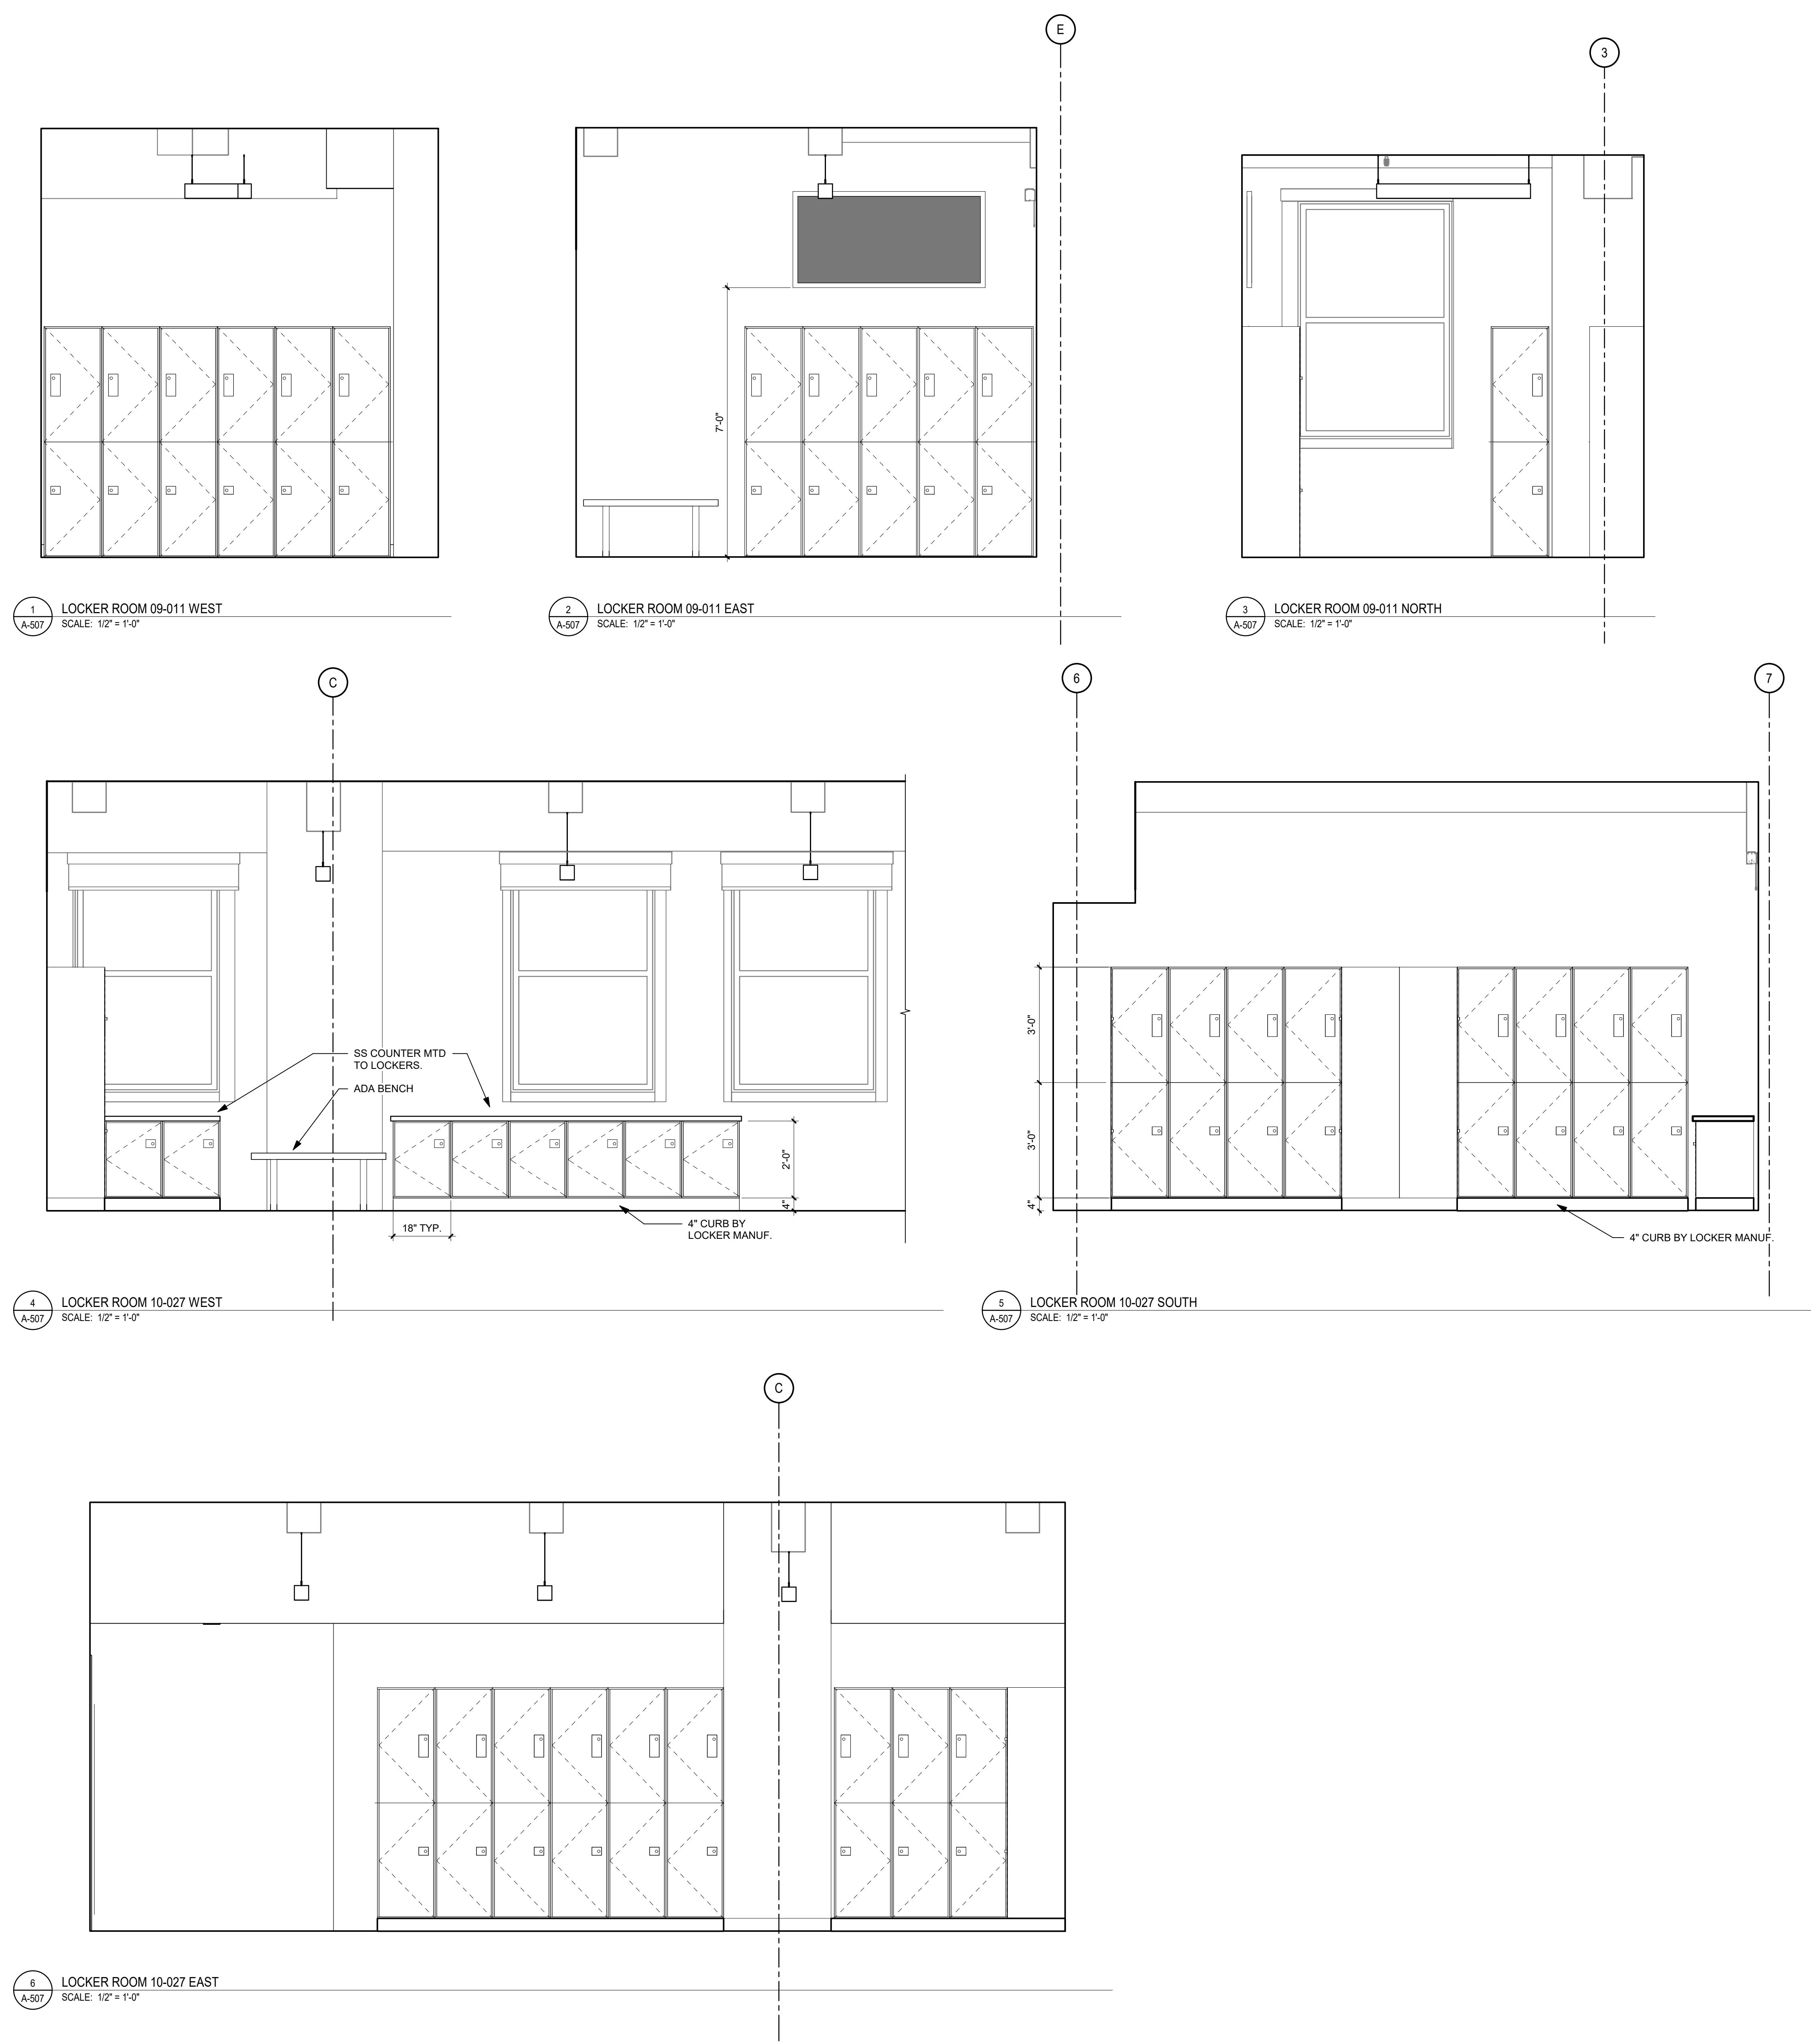 E
3
7'-0"
1
A-507
LOCKER ROOM 09-011 WEST
SCALE: 1/2" = 1'-0"
2
A-507
LOCKER ROOM 09-011 EAST
SCALE: 1/2" = 1'-0"
3
A-507
LOCKER ROOM 09-011 NORTH
SCALE: 1/2" = 1'-0"
C
SS COUNTER MTD
TO LOCKERS.
ADA BENCH
2'-0"
4"
18" TYP.
4" CURB BY
LOCKER MANUF.
4
A-507
LOCKER ROOM 10-027 WEST
SCALE: 1/2" = 1'-0"
6
7
3'-0"
3'-0"
4"
4" CURB BY LOCKER MANUF.
5
A-507
LOCKER ROOM 10-027 SOUTH
SCALE: 1/2" = 1'-0"
C
6
A-507
LOCKER ROOM 10-027 EAST
SCALE: 1/2" = 1'-0"